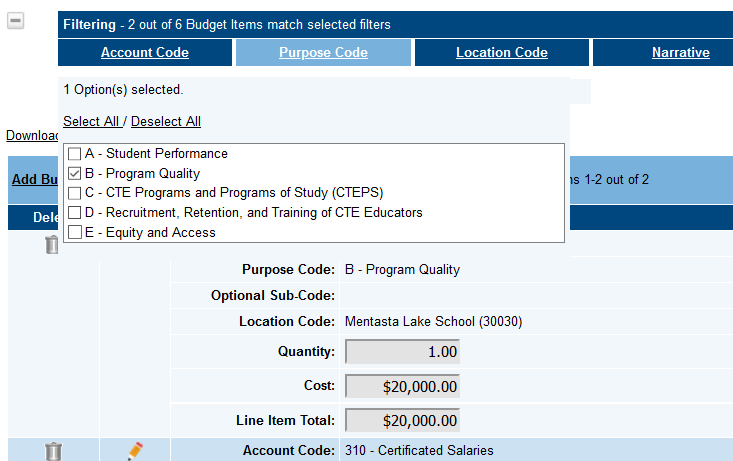 Filtering - 2 out of 6 Budget Items match selected filters
Account Code Purpose Code Location Code Narrative
1 Option(s) selected.
Select All / Deselect All
Downloa
A - Student Performance
B - Program Quality
Add Bu
ns 1-2 out of 2
C - CTE Programs and Programs of Study (CTEPS)
D - Recruitment, Retention, and Training of CTE Educators
Dele
E - Equity and Access
Purpose Code: B - Program Quality
Optional Sub-Code:
Location Code: Mentasta Lake School (30030)
Quantity: 1.00
Cost: $20,000.00
Line Item Total: $20,000.00
Account Code: 310 - Certificated Salaries